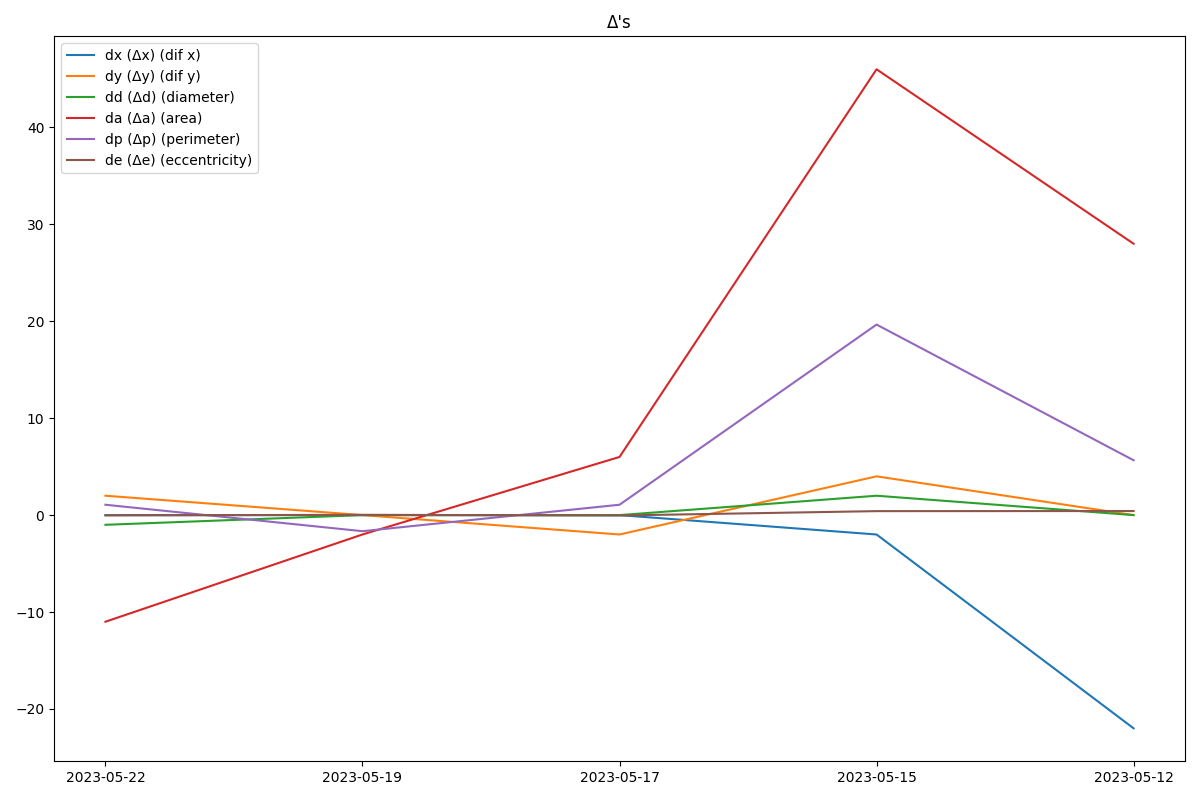 Δ's
dx (Δx) (dif x)
dy (Δy) (dif y)
dd (Δd) (diameter)
da (Δa) (area)
dp (Δp) (perimeter)
de (Δe) (eccentricity)
40
30
20
10
0
−10
−20
2023-05-22 2023-05-19 2023-05-17 2023-05-15 2023-05-12